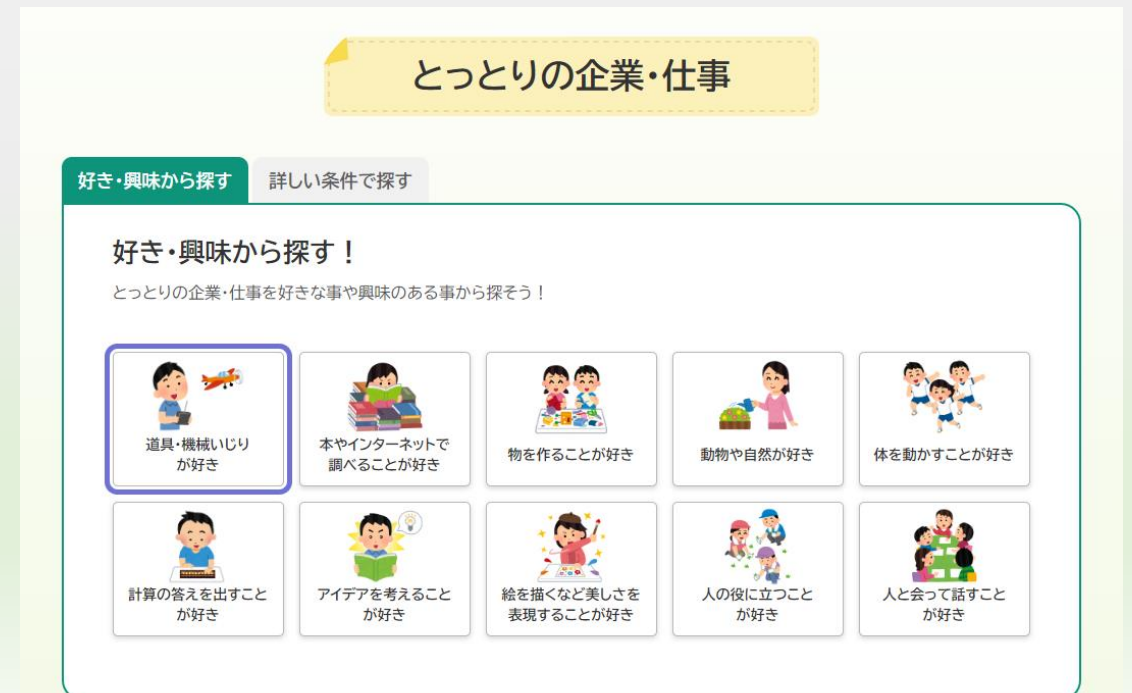 とっとりの企業・仕事
好き・興味から探す
詳しい条件で探す
好き・興味から探す！
とっとりの企業・仕事を好きな事や興味のある事から探そう！
道具・機械いじり
が好き
本やインターネットで
調べることが好き
物を作ることが好き
動物や自然が好き
体を動かすことが好き
計算の答えを出すこと
が好き
アイデアを考えること
が好き
絵を描くなど美しさを
表現することが好き
人の役に立つこと
が好き
人と会って話すこと
が好き